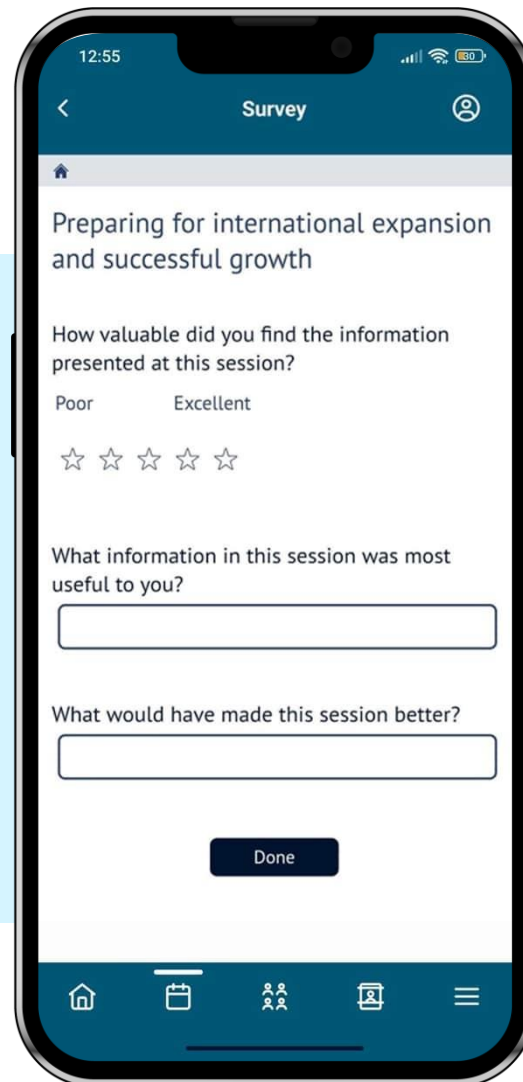 12:55
30
Survey
Preparing for international expansion
and successful growth
How valuable did you find the information
presented at this session?
Poor Excellent
What information in this session was most
useful to you?
What would have made this session better?
Done